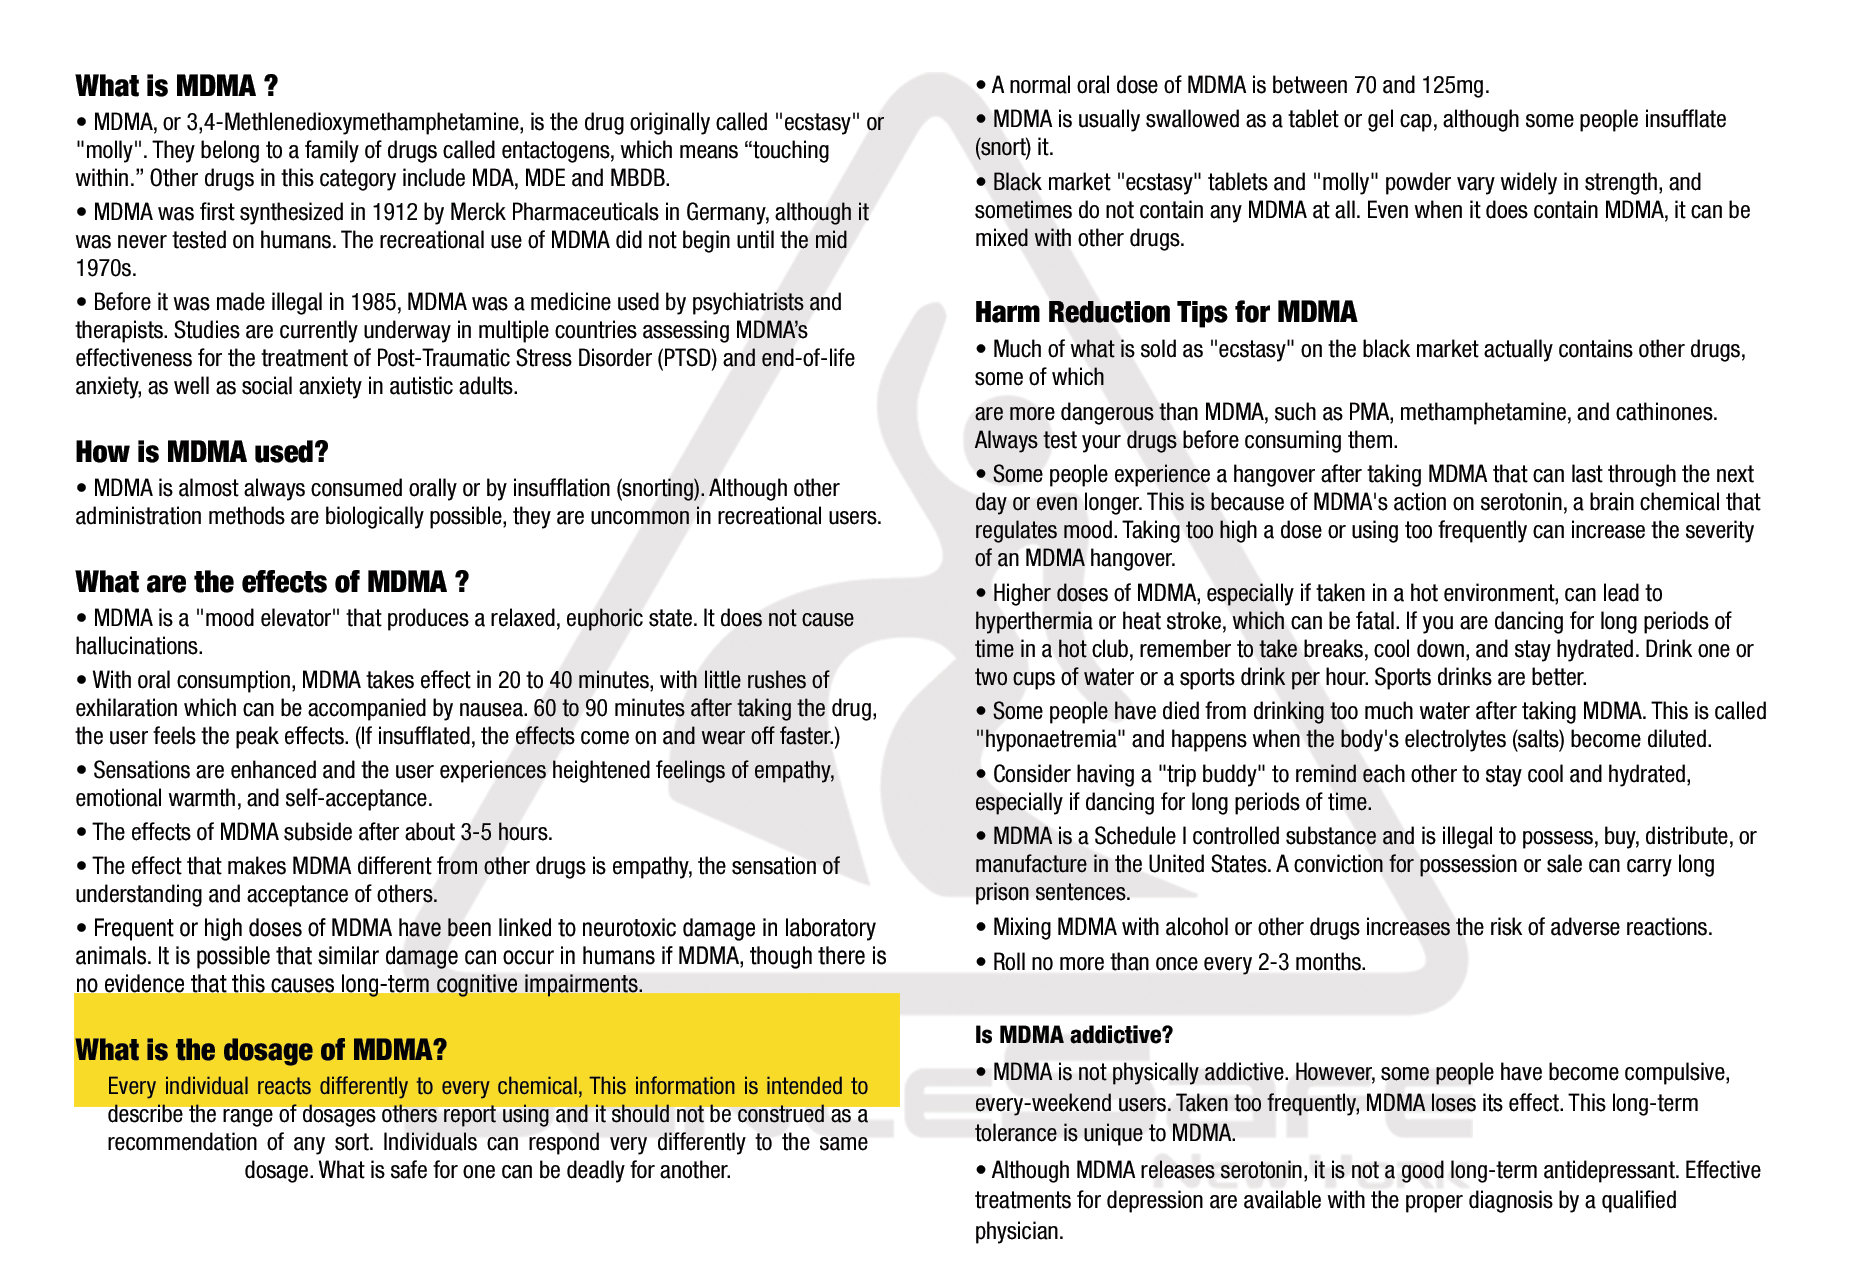 What is MDMA ?
• MDMA, or 3,4-Methlenedioxymethamphetamine, is the drug originally called "ecstasy" or
"molly". They belong to a family of drugs called entactogens, which means “touching
within.” Other drugs in this category include MDA, MDE and MBDB.
• MDMA was first synthesized in 1912 by Merck Pharmaceuticals in Germany, although it
was never tested on humans. The recreational use of MDMA did not begin until the mid
1970s.
• Before it was made illegal in 1985, MDMA was a medicine used by psychiatrists and
therapists. Studies are currently underway in multiple countries assessing MDMA’s
effectiveness for the treatment of Post-Traumatic Stress Disorder (PTSD) and end-of-life
anxiety, as well as social anxiety in autistic adults.
How is MDMA used?
• MDMA is almost always consumed orally or by insufflation (snorting). Although other
administration methods are biologically possible, they are uncommon in recreational users.
What are the effects of MDMA ?
• MDMA is a "mood elevator" that produces a relaxed, euphoric state. It does not cause
hallucinations.
• With oral consumption, MDMA takes effect in 20 to 40 minutes, with little rushes of
exhilaration which can be accompanied by nausea. 60 to 90 minutes after taking the drug,
the user feels the peak effects. (If insufflated, the effects come on and wear off faster.)
• Sensations are enhanced and the user experiences heightened feelings of empathy,
emotional warmth, and self-acceptance.
• The effects of MDMA subside after about 3-5 hours.
• The effect that makes MDMA different from other drugs is empathy, the sensation of
understanding and acceptance of others.
• Frequent or high doses of MDMA have been linked to neurotoxic damage in laboratory
animals. It is possible that similar damage can occur in humans if MDMA, though there is
no evidence that this causes long-term cognitive impairments.
What is the dosage of MDMA?
Every individual reacts differently to every chemical, This information is intended to
describe the range of dosages others report using and it should not be construed as a
recommendation of any sort. Individuals can respond very differently to the same
dosage. What is safe for one can be deadly for another.
• A normal oral dose of MDMA is between 70 and 125mg.
• MDMA is usually swallowed as a tablet or gel cap, although some people insufflate
(snort) it.
• Black market "ecstasy" tablets and "molly" powder vary widely in strength, and
sometimes do not contain any MDMA at all. Even when it does contain MDMA, it can be
mixed with other drugs.
Harm Reduction Tips for MDMA
• Much of what is sold as "ecstasy" on the black market actually contains other drugs,
some of which
are more dangerous than MDMA, such as PMA, methamphetamine, and cathinones.
Always test your drugs before consuming them.
• Some people experience a hangover after taking MDMA that can last through the next
day or even longer. This is because of MDMA's action on serotonin, a brain chemical that
regulates mood. Taking too high a dose or using too frequently can increase the severity
of an MDMA hangover.
• Higher doses of MDMA, especially if taken in a hot environment, can lead to
hyperthermia or heat stroke, which can be fatal. If you are dancing for long periods of
time in a hot club, remember to take breaks, cool down, and stay hydrated. Drink one or
two cups of water or a sports drink per hour. Sports drinks are better.
• Some people have died from drinking too much water after taking MDMA. This is called
"hyponaetremia" and happens when the body's electrolytes (salts) become diluted.
• Consider having a "trip buddy" to remind each other to stay cool and hydrated,
especially if dancing for long periods of time.
• MDMA is a Schedule I controlled substance and is illegal to possess, buy, distribute, or
manufacture in the United States. A conviction for possession or sale can carry long
prison sentences.
• Mixing MDMA with alcohol or other drugs increases the risk of adverse reactions.
• Roll no more than once every 2-3 months.
Is MDMA addictive?
• MDMA is not physically addictive. However, some people have become compulsive,
every-weekend users. Taken too frequently, MDMA loses its effect. This long-term
tolerance is unique to MDMA.
• Although MDMA releases serotonin, it is not a good long-term antidepressant. Effective
treatments for depression are available with the proper diagnosis by a qualified
physician.
New York